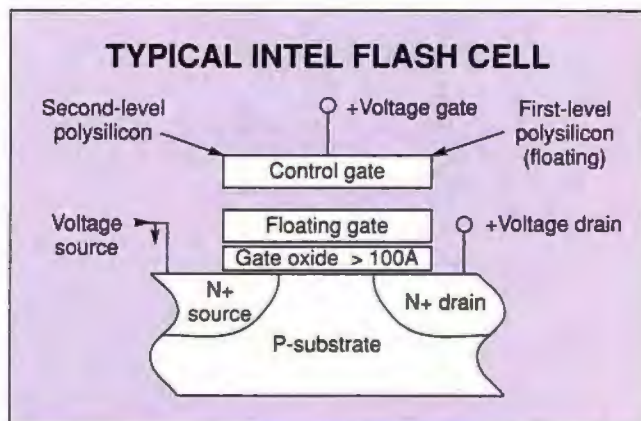 TYPICAL INTEL FLASH CELL
Second-level
polysilicon
+Voltage gate
First-level
polysilicon
(floating)
Control gate
Voltage
source
Floating gate
+Voltage drain
Gate oxide > 100A
N+
source
N+ drain
P-substrate